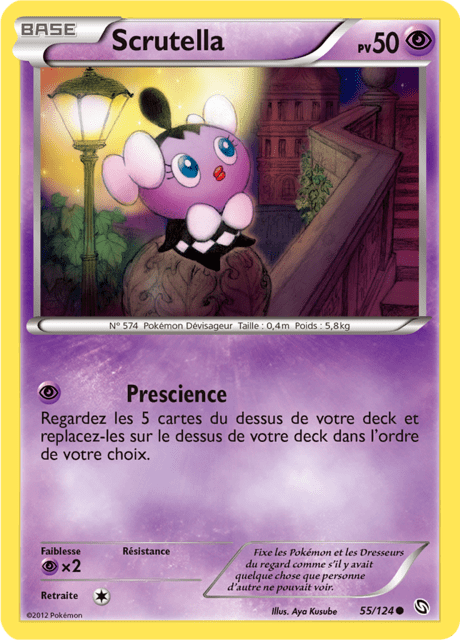 BASE
Scrutella
PV50
N° 574 Pokémon Dévisageur Taille : 0,4m Poids : 5,8kg
Prescience
Regardez les 5 cartes du dessus de votre deck et
replacez-les sur le dessus de votre deck dans l'ordre
de votre choix.
Faiblesse
Résistance
×2
Retraite
Fixe les Pokémon et les Dresseurs
du regard comme s'il y avait
quelque chose que personne
d'autre ne pouvait voir.
©2012 Pokémon
Illus. Aya Kusube
55/124